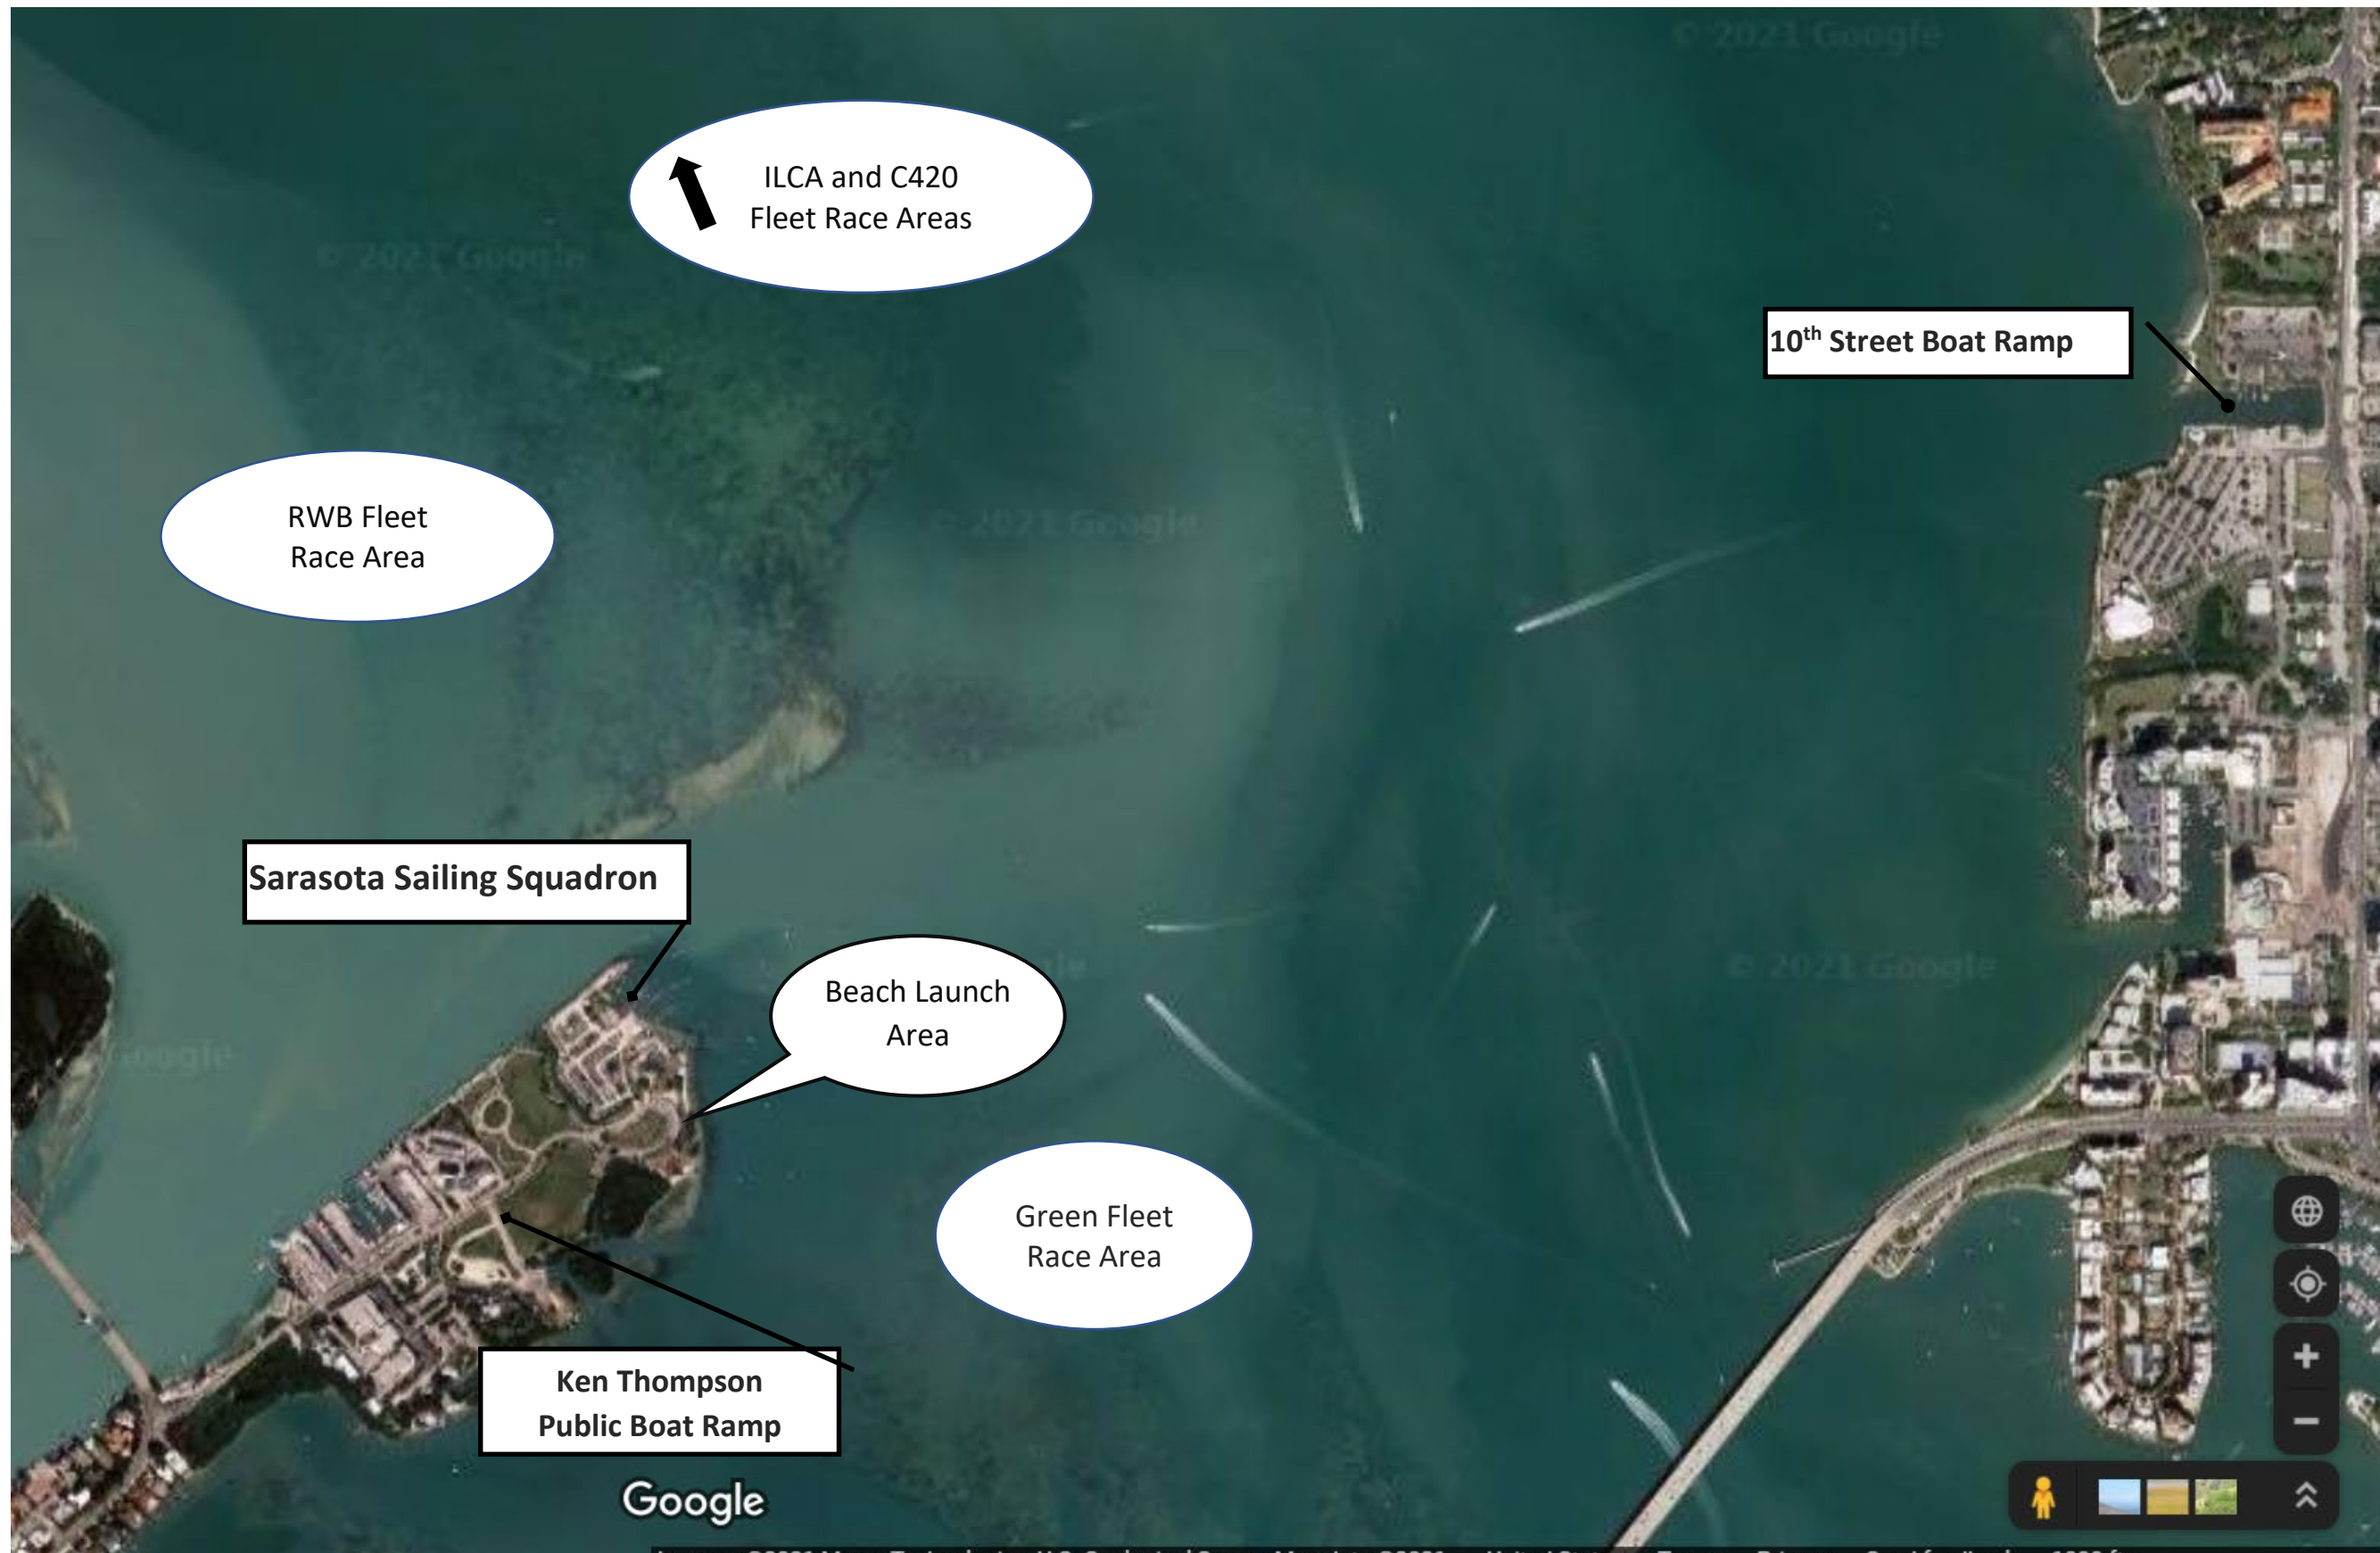 © 2021 Google
ILCA and C420
Fleet Race Areas
© 2021 Google
10th Street Boat Ramp
RWB Fleet
Race Area
© 2021 Google
Sarasota Sailing Squadron
Beach Launch
Area
© 2021 Google
Google
Green Fleet
Race Area
Ken Thompson
Public Boat Ramp
Google